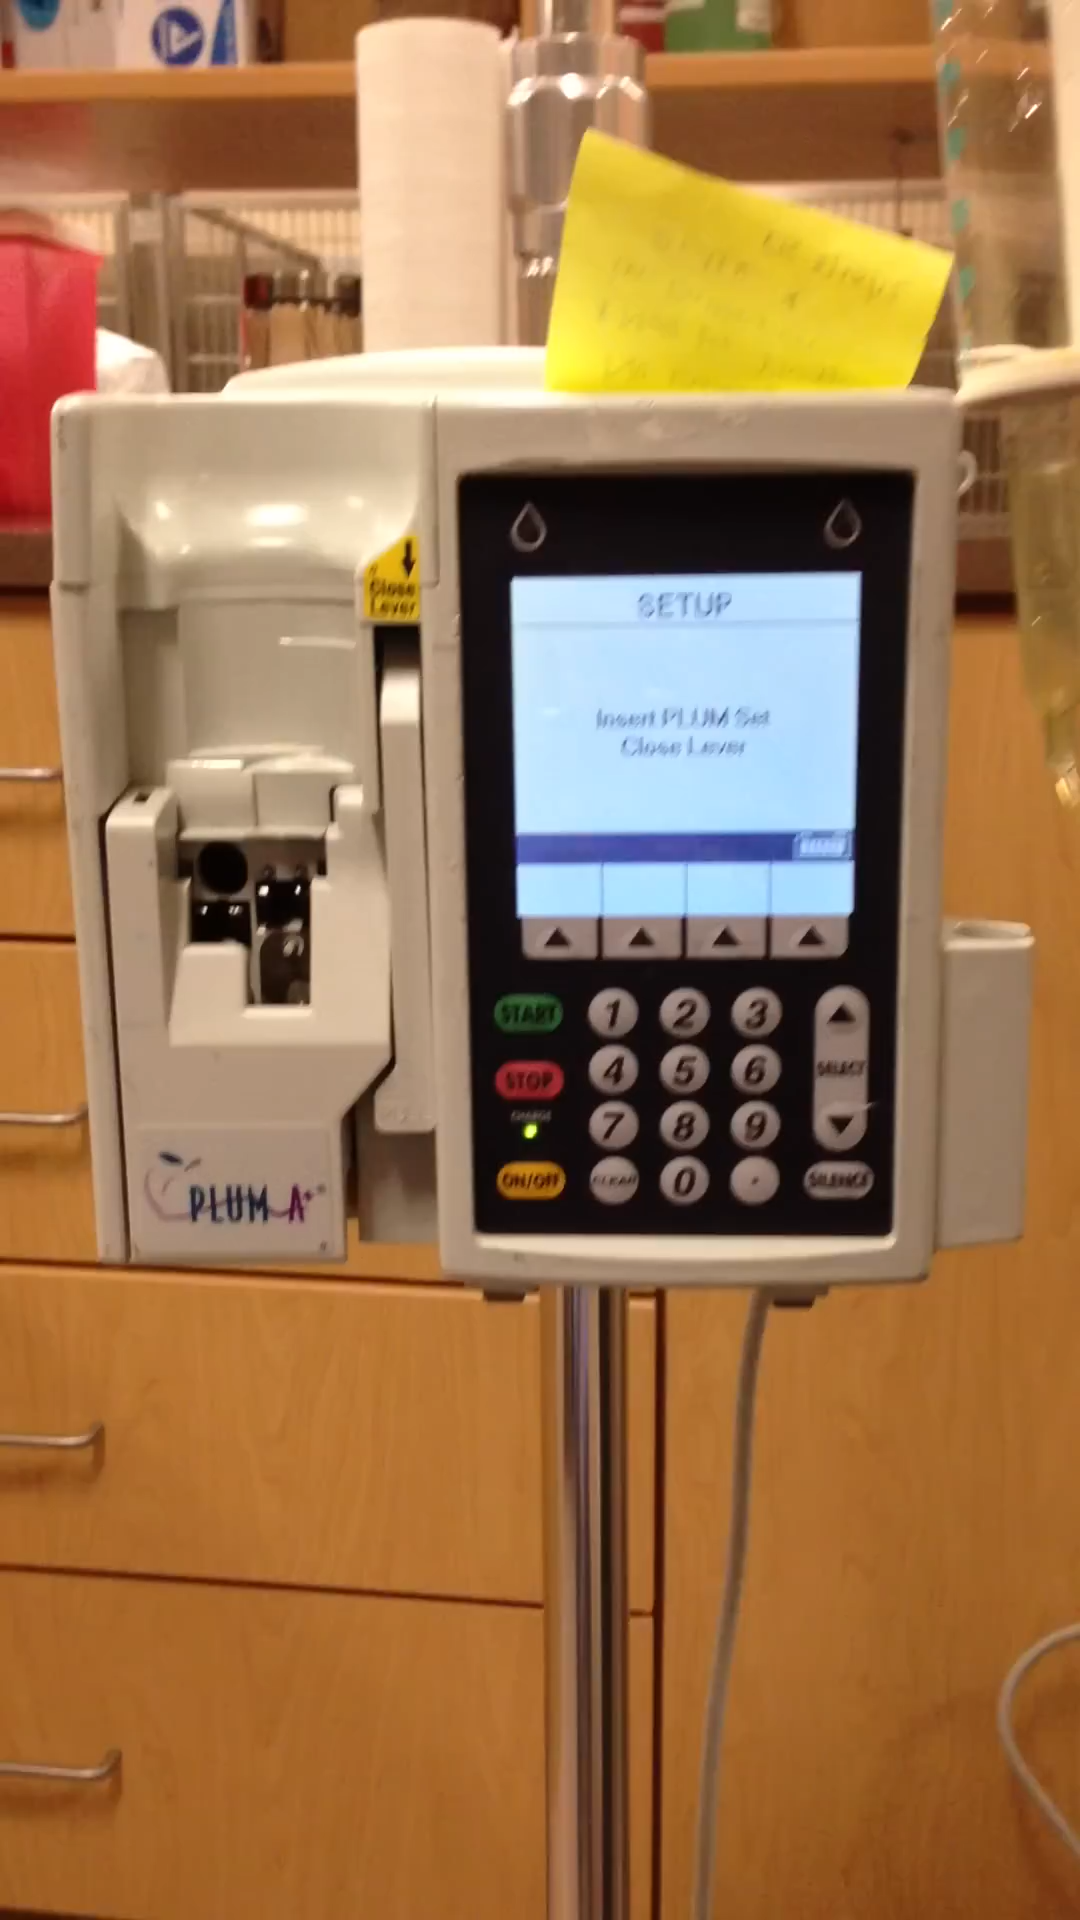 Close
Lever
SETUP
Insert PLUM Set
Close Lever
START
1 2 3
STOP
4 5 6
SELECT
CHARGE
7 8 9
ON/OFF
CLEAR 0 .
SILENCE
PLUM A+